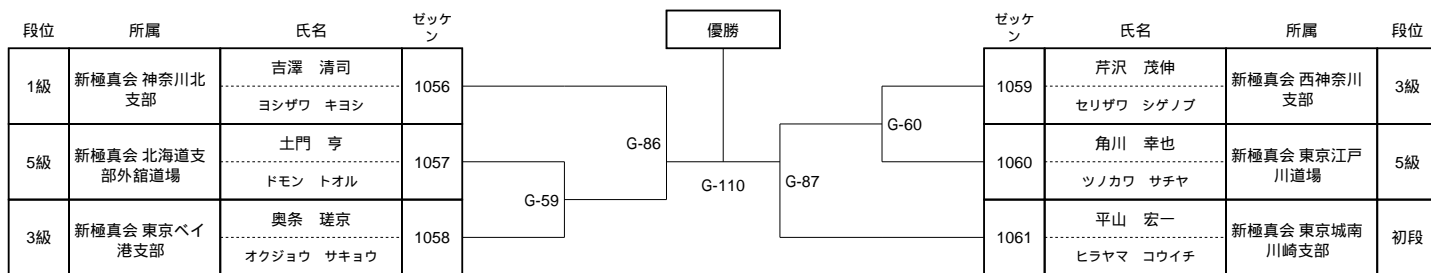 段位
所属
氏名
ゼッケ
ン
1級
新極真会 神奈川北
支部
吉澤　清司
ヨシザワ　キヨシ
1056
5級
新極真会 北海道支
部外舘道場
土門　亨
ドモン　トオル
1057
3級
新極真会 東京ベイ
港支部
奥条　瑳京
オクジョウ　サキョウ
1058
G-59
G-86
優勝
G-110
G-87
G-60
ゼッケ
ン
氏名
所属
段位
1059
芹沢　茂伸
セリザワ　シゲノブ
新極真会 西神奈川
支部
3級
1060
角川　幸也
ツノカワ　サチヤ
新極真会 東京江戸
川道場
5級
1061
平山　宏一
ヒラヤマ　コウイチ
新極真会 東京城南
川崎支部
初段